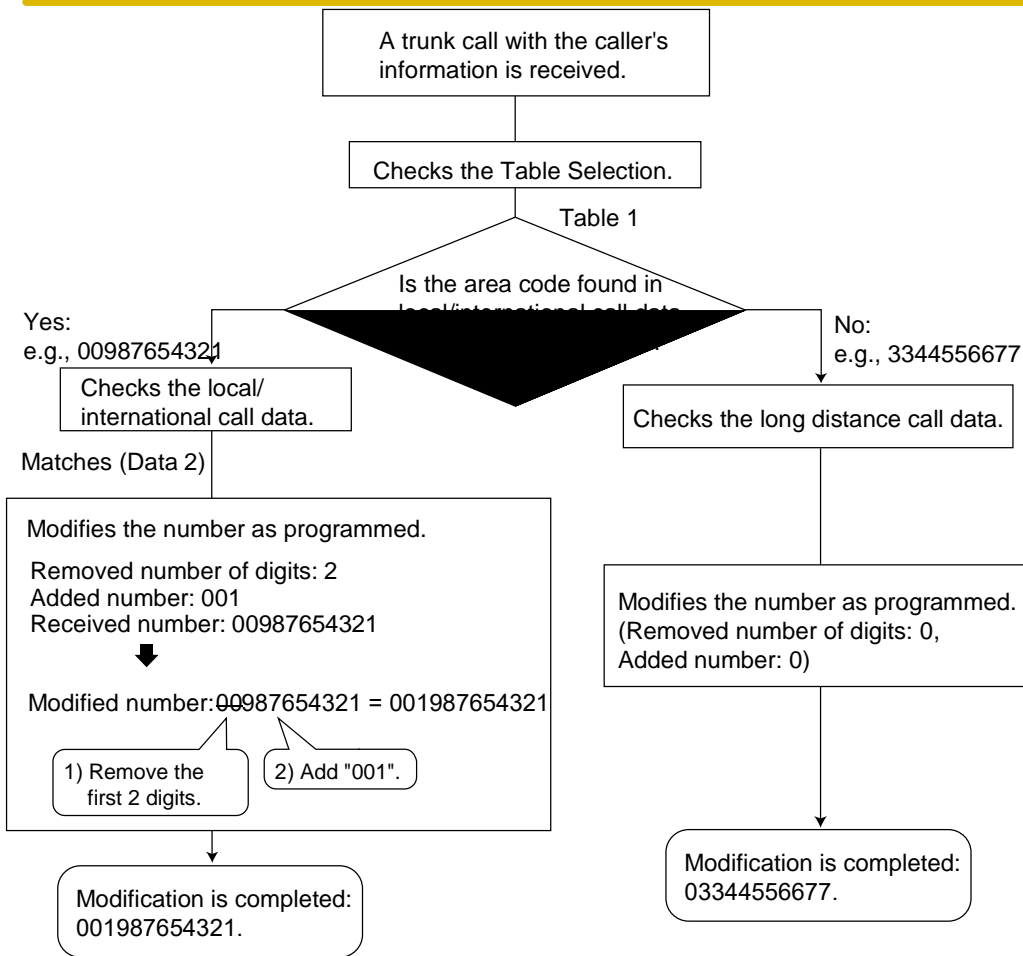 A trunk call with the caller's
information is received.
Checks the Table Selection.
Table 1
Is the area code found in
local/international call data
Yes:
e.g., 00987654321
No:
e.g., 3344556677
Checks the local/
international call data.
Checks the long distance call data.
Matches (Data 2)
Modifies the number as programmed.
Removed number of digits: 2
Added number: 001
Received number: 00987654321
Modified number:00987654321 = 001987654321
1) Remove the
first 2 digits.
2) Add "001".
Modifies the number as programmed.
(Removed number of digits: 0,
Added number: 0)
Modification is completed:
001987654321.
Modification is completed:
03344556677.